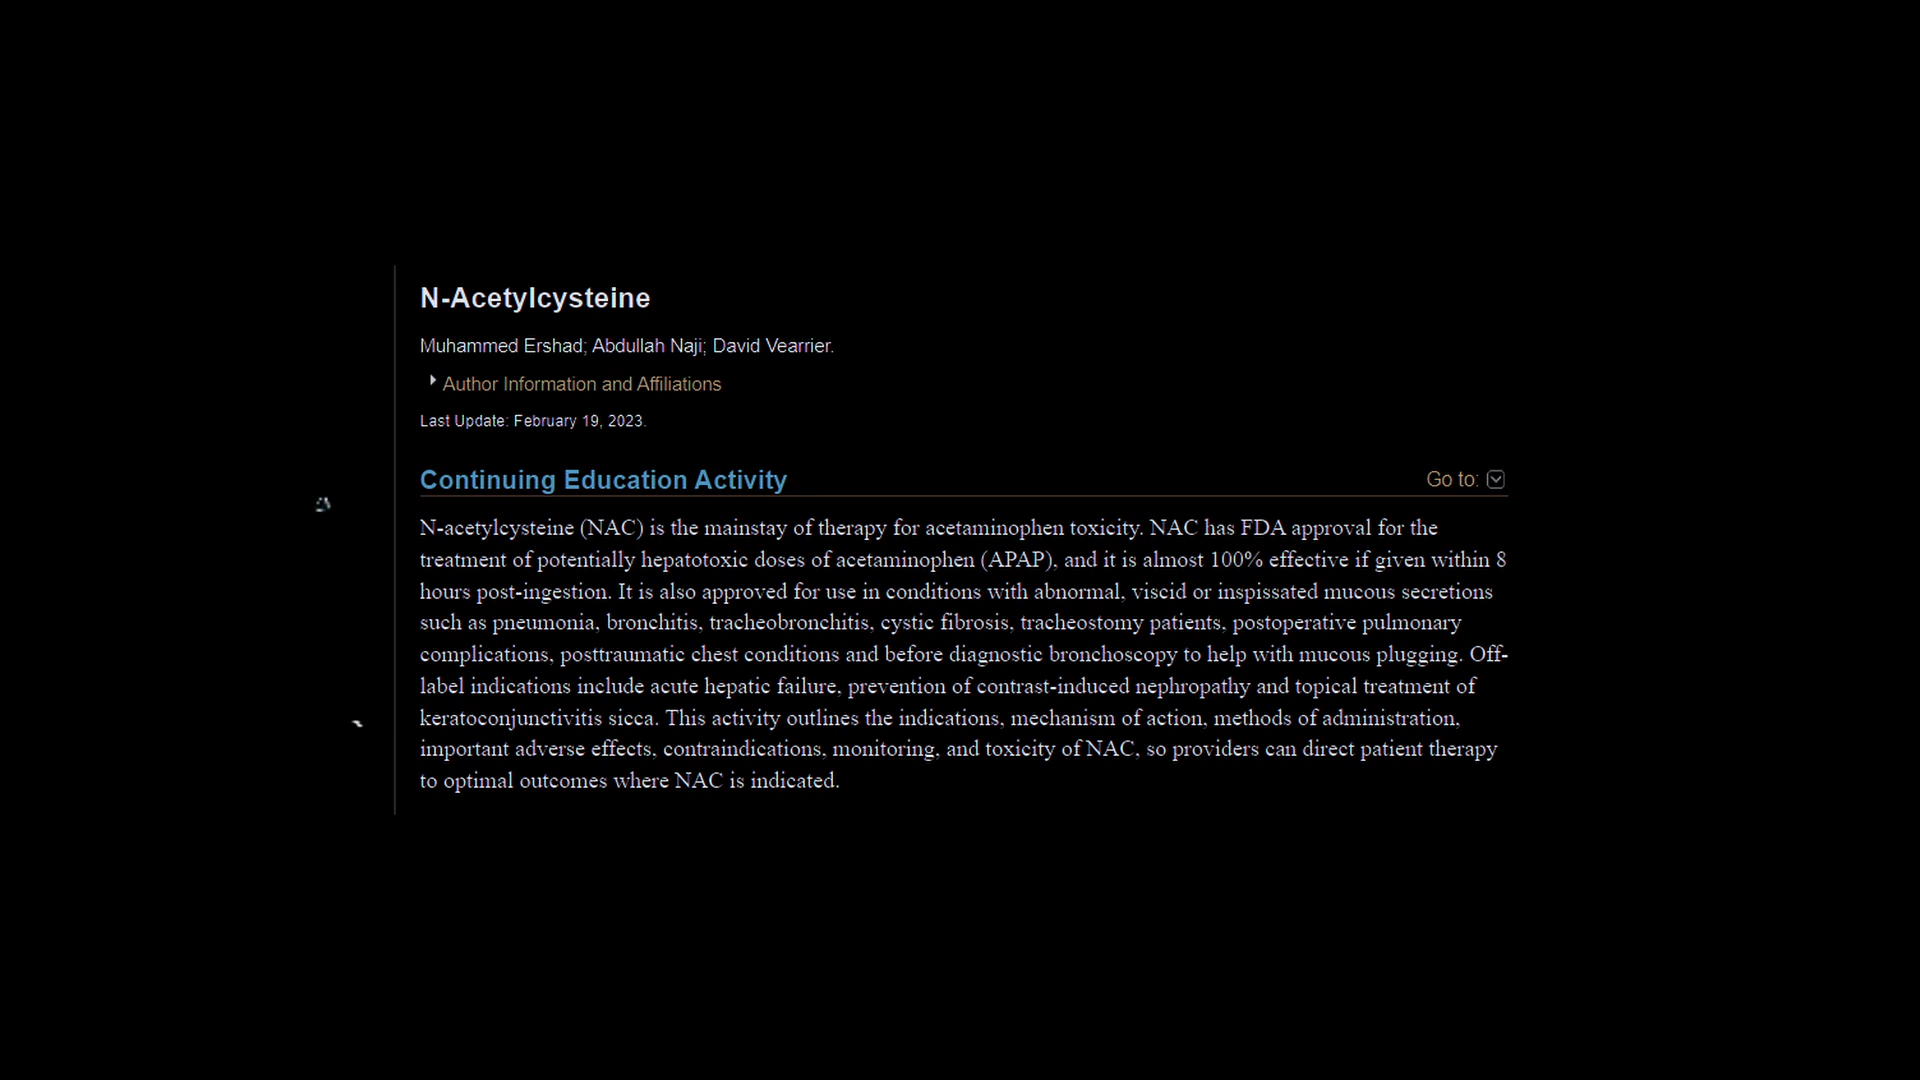 N-Acetylcysteine
Muhammed Ershad; Abdullah Naji; David Vearrier.
Author Information and Affiliations
Last Update: February 19, 2023.
Continuing Education Activity
Go to:
N-acetylcysteine (NAC) is the mainstay of therapy for acetaminophen toxicity. NAC has FDA approval for the
treatment of potentially hepatotoxic doses of acetaminophen (APAP), and it is almost 100% effective if given within 8
hours post-ingestion. It is also approved for use in conditions with abnormal, viscid or inspissated mucous secretions
such as pneumonia, bronchitis, tracheobronchitis, cystic fibrosis, tracheostomy patients, postoperative pulmonary
complications, posttraumatic chest conditions and before diagnostic bronchoscopy to help with mucous plugging. Off-
label indications include acute hepatic failure, prevention of contrast-induced nephropathy and topical treatment of
keratoconjunctivitis sicca. This activity outlines the indications, mechanism of action, methods of administration,
important adverse effects, contraindications, monitoring, and toxicity of NAC, so providers can direct patient therapy
to optimal outcomes where NAC is indicated.